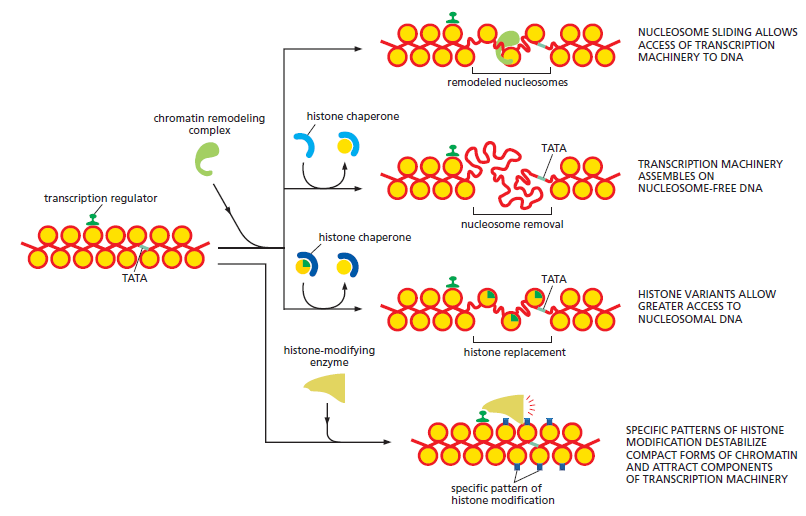 NUCLEOSOME SLIDING ALLOWS
ACCESS OF TRANSCRIPTION
MACHINERY TO DNA
remodeled nucleosomes
chromatin remodeling
complex
histone chaperone
TATA
TRANSCRIPTION MACHINERY
ASSEMBLES ON
NUCLEOSOME-FREE DNA
nucleosome removal
transcription regulator
TATA
histone chaperone
TATA
HISTONE VARIANTS ALLOW
GREATER ACCESS TO
NUCLEOSOMAL DNA
histone replacement
histone-modifying
enzyme
SPECIFIC PATTERNS OF HISTONE
MODIFICATION DESTABILIZE
COMPACT FORMS OF CHROMATIN
AND ATTRACT COMPONENTS
OF TRANSCRIPTION MACHINERY
specific pattern of
histone modification